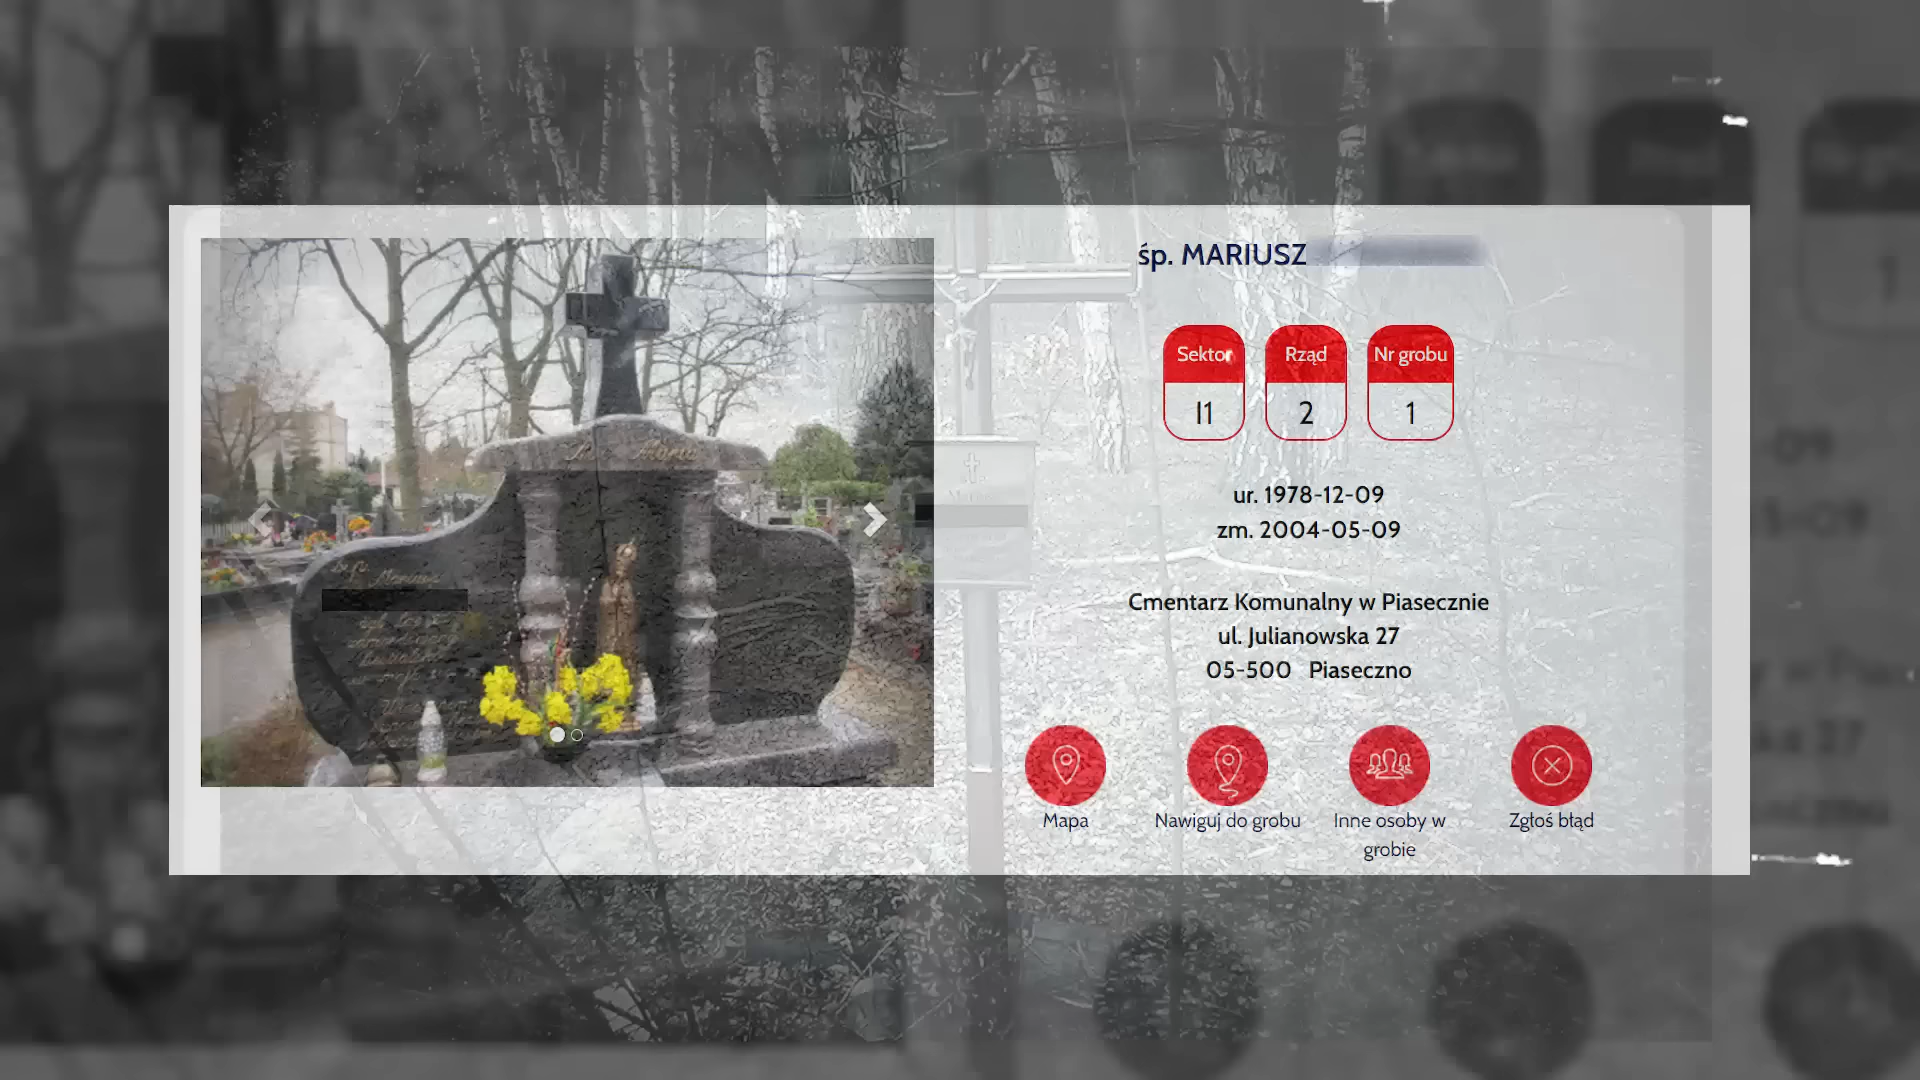 śp. MARIUSZ
Sektor
Rząd
Nr grobu
I1
2
1
ur. 1978-12-09
zm. 2004-05-09
Cmentarz Komunalny w Piasecznie
ul. Julianowska 27
05-500 Piaseczno
Mapa
Nawiguj do grobu
Inne osoby w
grobie
Zgłoś błąd